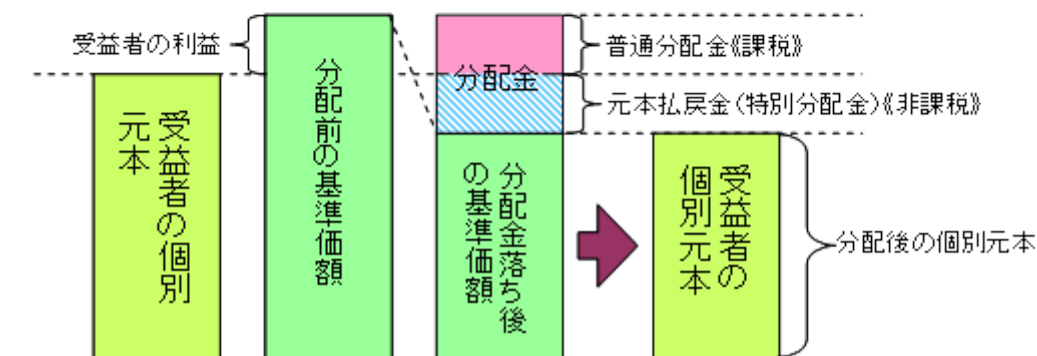 受益者の利益
受益者の個別
元本
分配前の基準価額
分配金
分配金落ち後
の基準価額
普通分配金《課税》
元本払戻金(特別分配金)《非課税》
受益者の
個別元本
分配後の個別元本